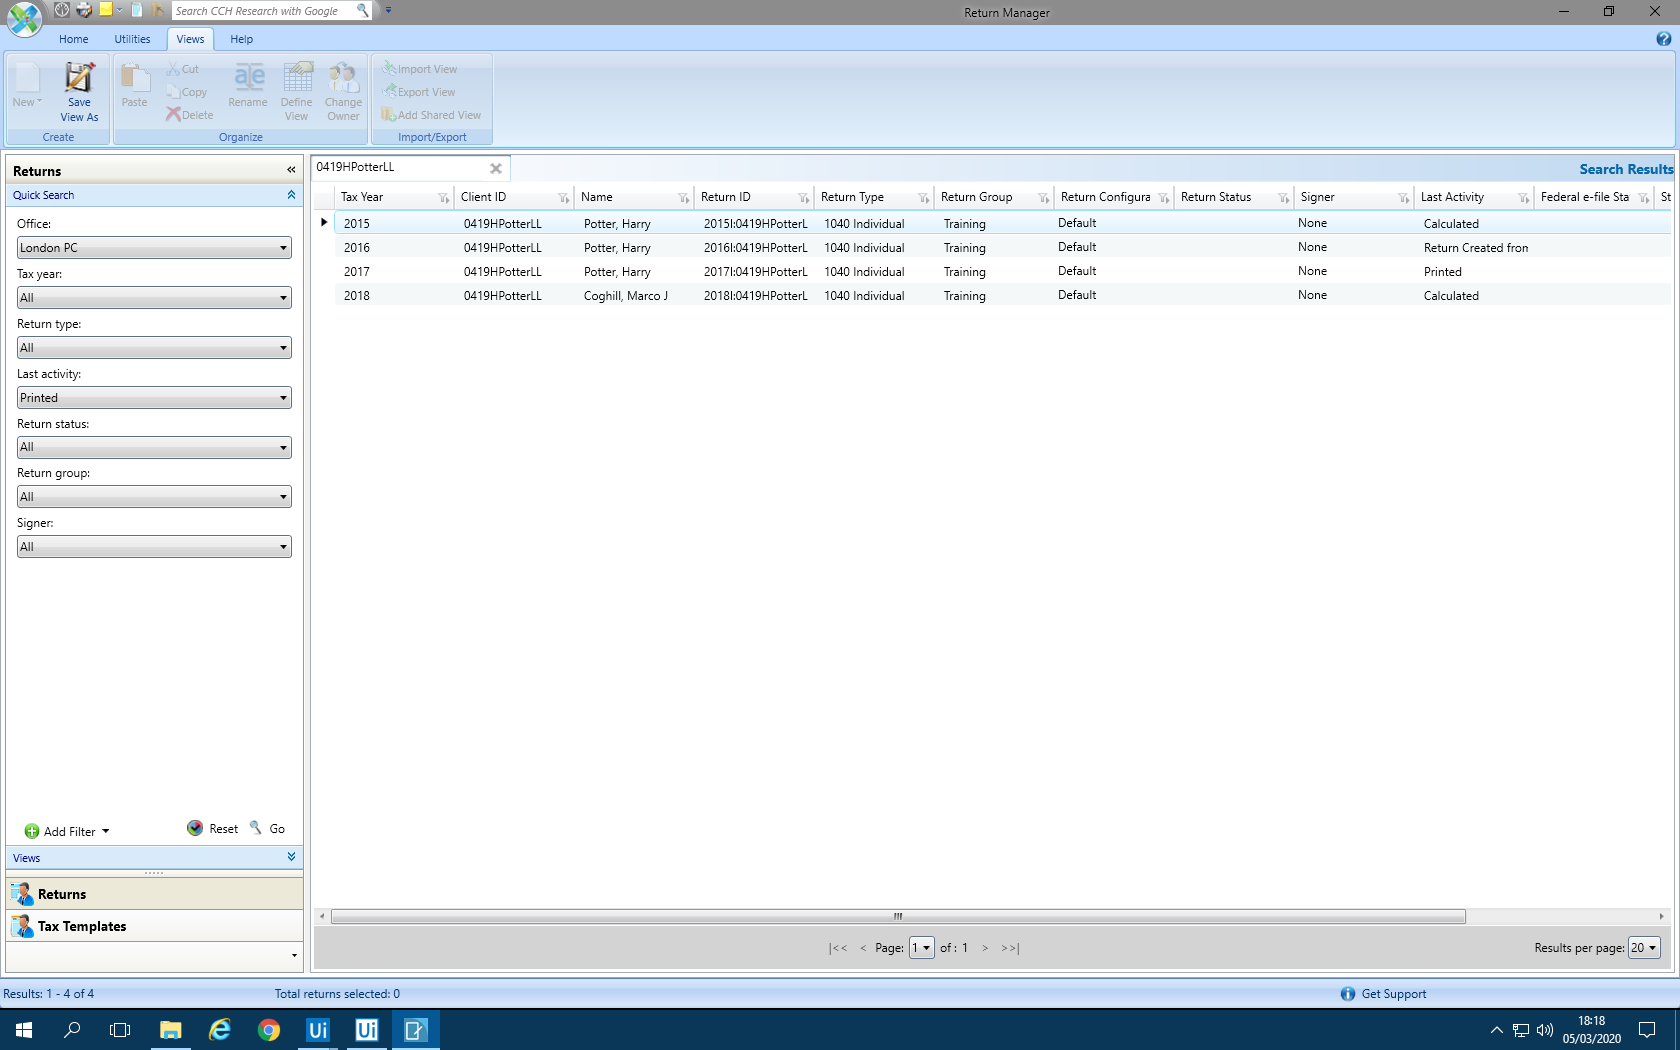 Search CCH Research with Google
Return Manager
Home
Utilities
Views
Help
New
Save View As
Create
Paste
Cut
Copy
Delete
Rename
Define View
Change Owner
Organize
Import View
Export View
Add Shared View
Import/Export
Returns
Quick Search
Office:
London PC
Tax year:
All
Return type:
All
Last activity:
Printed
Return status:
All
Return group:
All
Signer:
All
Add Filter
Reset
Go
Views
Returns
Tax Templates
0419HPotterLL
Search Results
Tax Year Client ID Name Return ID Return Type Return Group Return Configura Return Status Signer Last Activity Federal e-file Sta St
2015 0419HPotterLL Potter, Harry 2015I:0419HPotterL 1040 Individual Training Default None Calculated
2016 0419HPotterLL Potter, Harry 2016I:0419HPotterL 1040 Individual Training Default None Return Created fron
2017 0419HPotterLL Potter, Harry 2017I:0419HPotterL 1040 Individual Training Default None Printed
2018 0419HPotterLL Coghill, Marco J 2018I:0419HPotterL 1040 Individual Training Default None Calculated
|<< < Page: 1 of : 1 > >>|
Results per page: 20
Results: 1 - 4 of 4
Total returns selected: 0
Get Support
Ui
Ui
18:18
05/03/2020